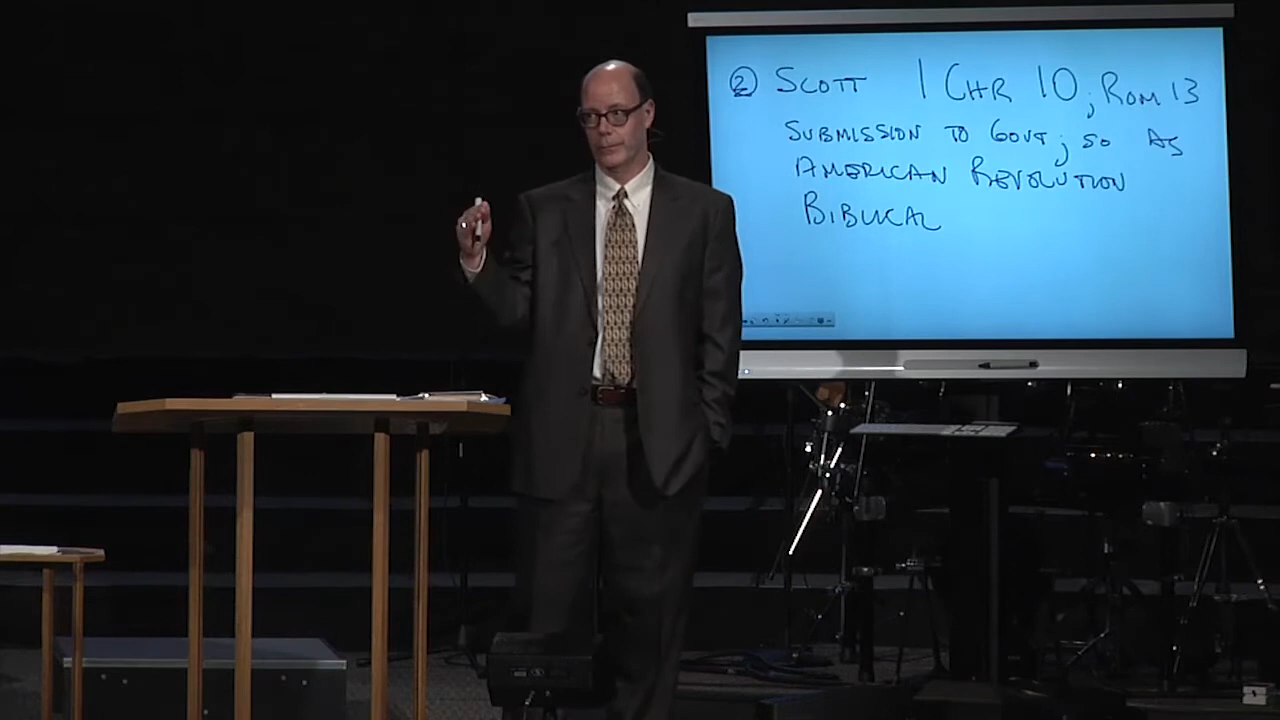 ② SCOTT 1 CHR 10; ROM 13
SUBMISSION TO GOVT; SO AS
AMERICAN REVOLUTION
BIBLICAL